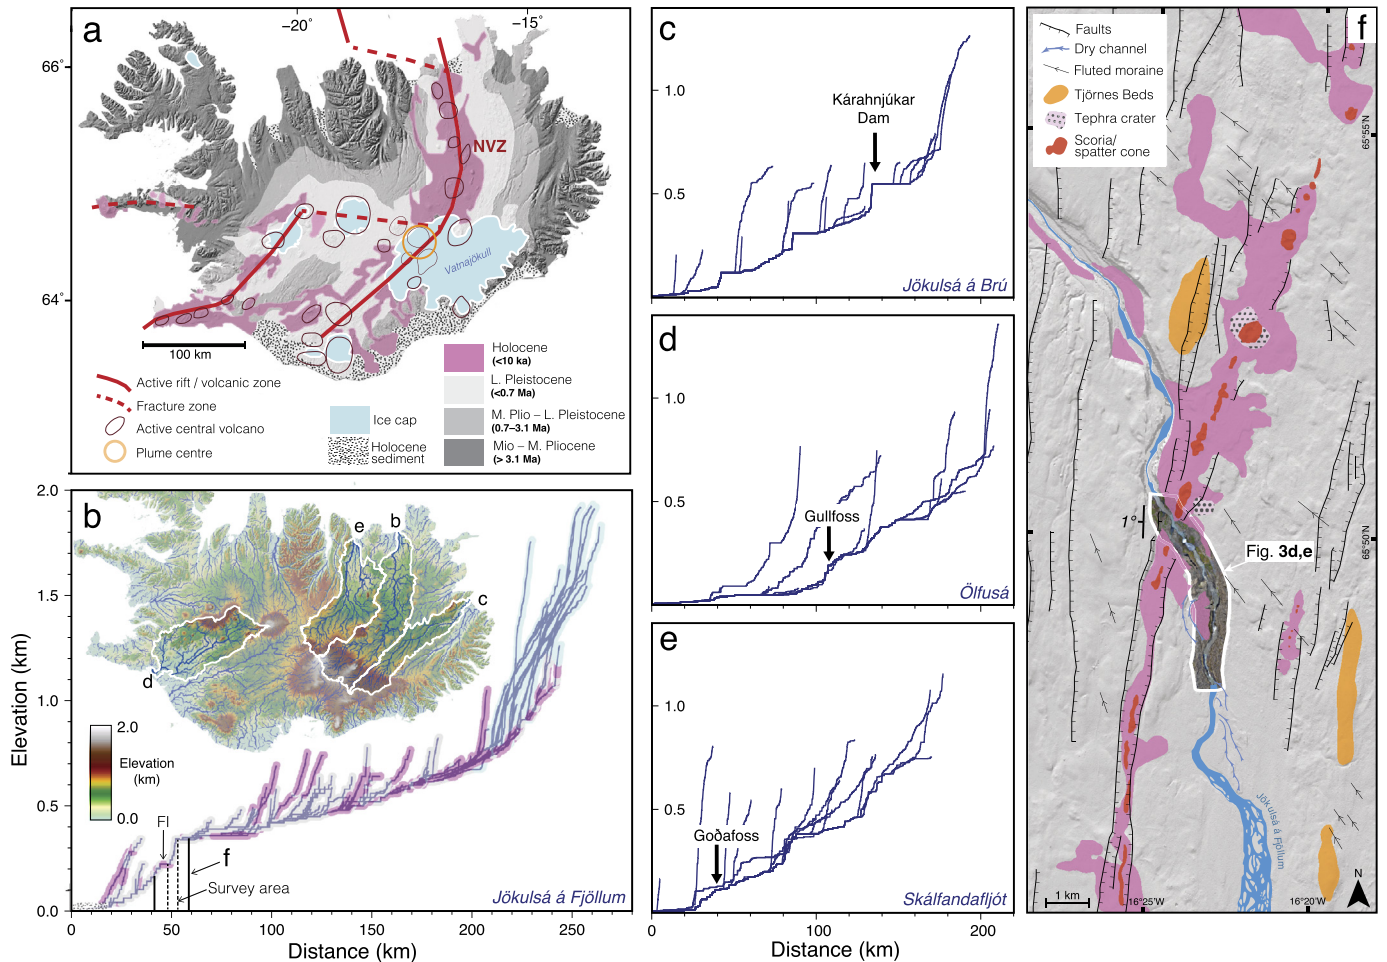 a
−20°
−15°
66°
64°
NVZ
Vatnajökull
100 km
Active rift / volcanic zone
Fracture zone
Active central volcano
Plume centre
Ice cap
Holocene
sediment
Holocene
(<10 ka)
L. Pleistocene
(<0.7 Ma)
M. Plio – L. Pleistocene
(0.7–3.1 Ma)
Mio – M. Pliocene
(> 3.1 Ma)
b
2.0
1.5
1.0
0.5
0.0
Elevation (km)
e
b
c
d
2.0
Elevation
(km)
0.0
FI
f
Survey area
Jökulsá á Fjöllum
0
50
100
150
200
250
Distance (km)
c
1.0
0.5
Kárahnjúkar
Dam
Jökulsá á Brú
d
1.0
0.5
Gullfoss
Ölfusá
e
1.0
0.5
Goðafoss
Skálfandafljót
0
100
200
Distance (km)
f
Faults
Dry channel
Fluted moraine
Tjörnes Beds
Tephra crater
Scoria/
spatter cone
65°55'N
65°50'N
1°
Fig. 3d,e
Jökulsá á Fjöllum
N
1 km
16°25'W
16°20'W